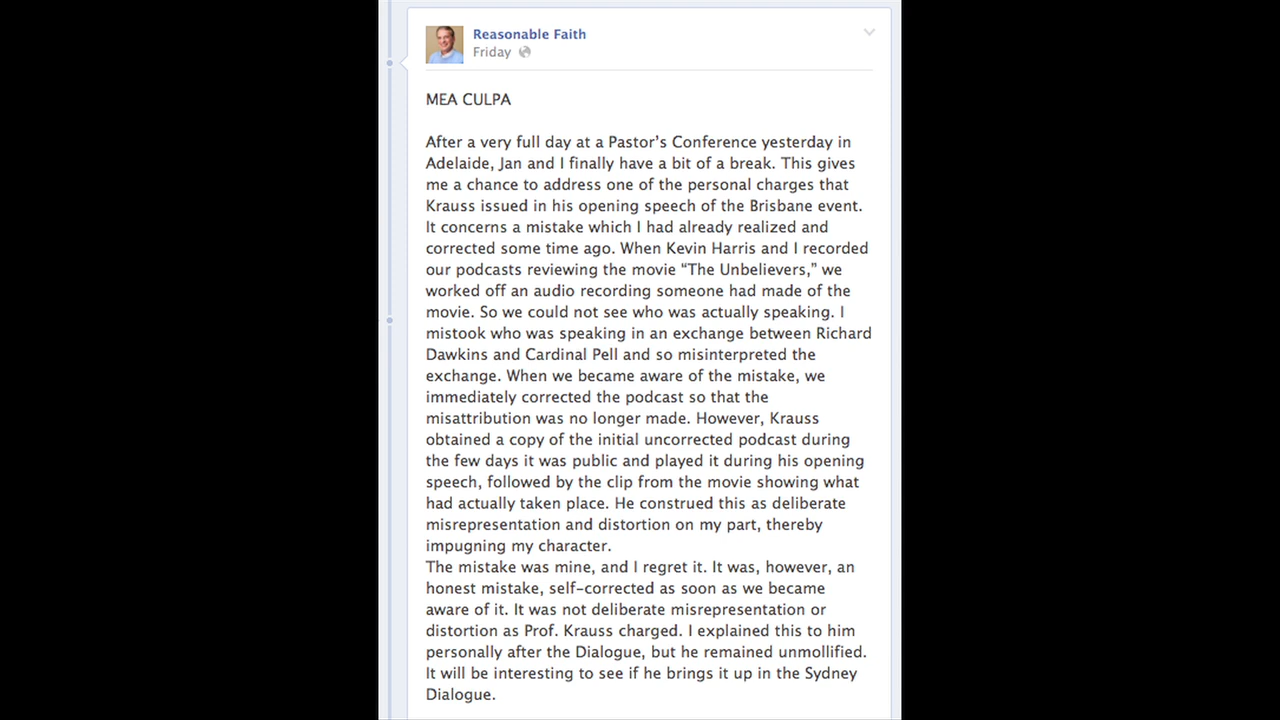 Reasonable Faith
Friday
MEA CULPA
After a very full day at a Pastor’s Conference yesterday in
Adelaide, Jan and I finally have a bit of a break. This gives
me a chance to address one of the personal charges that
Krauss issued in his opening speech of the Brisbane event.
It concerns a mistake which I had already realized and
corrected some time ago. When Kevin Harris and I recorded
our podcasts reviewing the movie “The Unbelievers,” we
worked off an audio recording someone had made of the
movie. So we could not see who was actually speaking. I
mistook who was speaking in an exchange between Richard
Dawkins and Cardinal Pell and so misinterpreted the
exchange. When we became aware of the mistake, we
immediately corrected the podcast so that the
misattribution was no longer made. However, Krauss
obtained a copy of the initial uncorrected podcast during
the few days it was public and played it during his opening
speech, followed by the clip from the movie showing what
had actually taken place. He construed this as deliberate
misrepresentation and distortion on my part, thereby
impugning my character.
The mistake was mine, and I regret it. It was, however, an
honest mistake, self-corrected as soon as we became
aware of it. It was not deliberate misrepresentation or
distortion as Prof. Krauss charged. I explained this to him
personally after the Dialogue, but he remained unmollified.
It will be interesting to see if he brings it up in the Sydney
Dialogue.